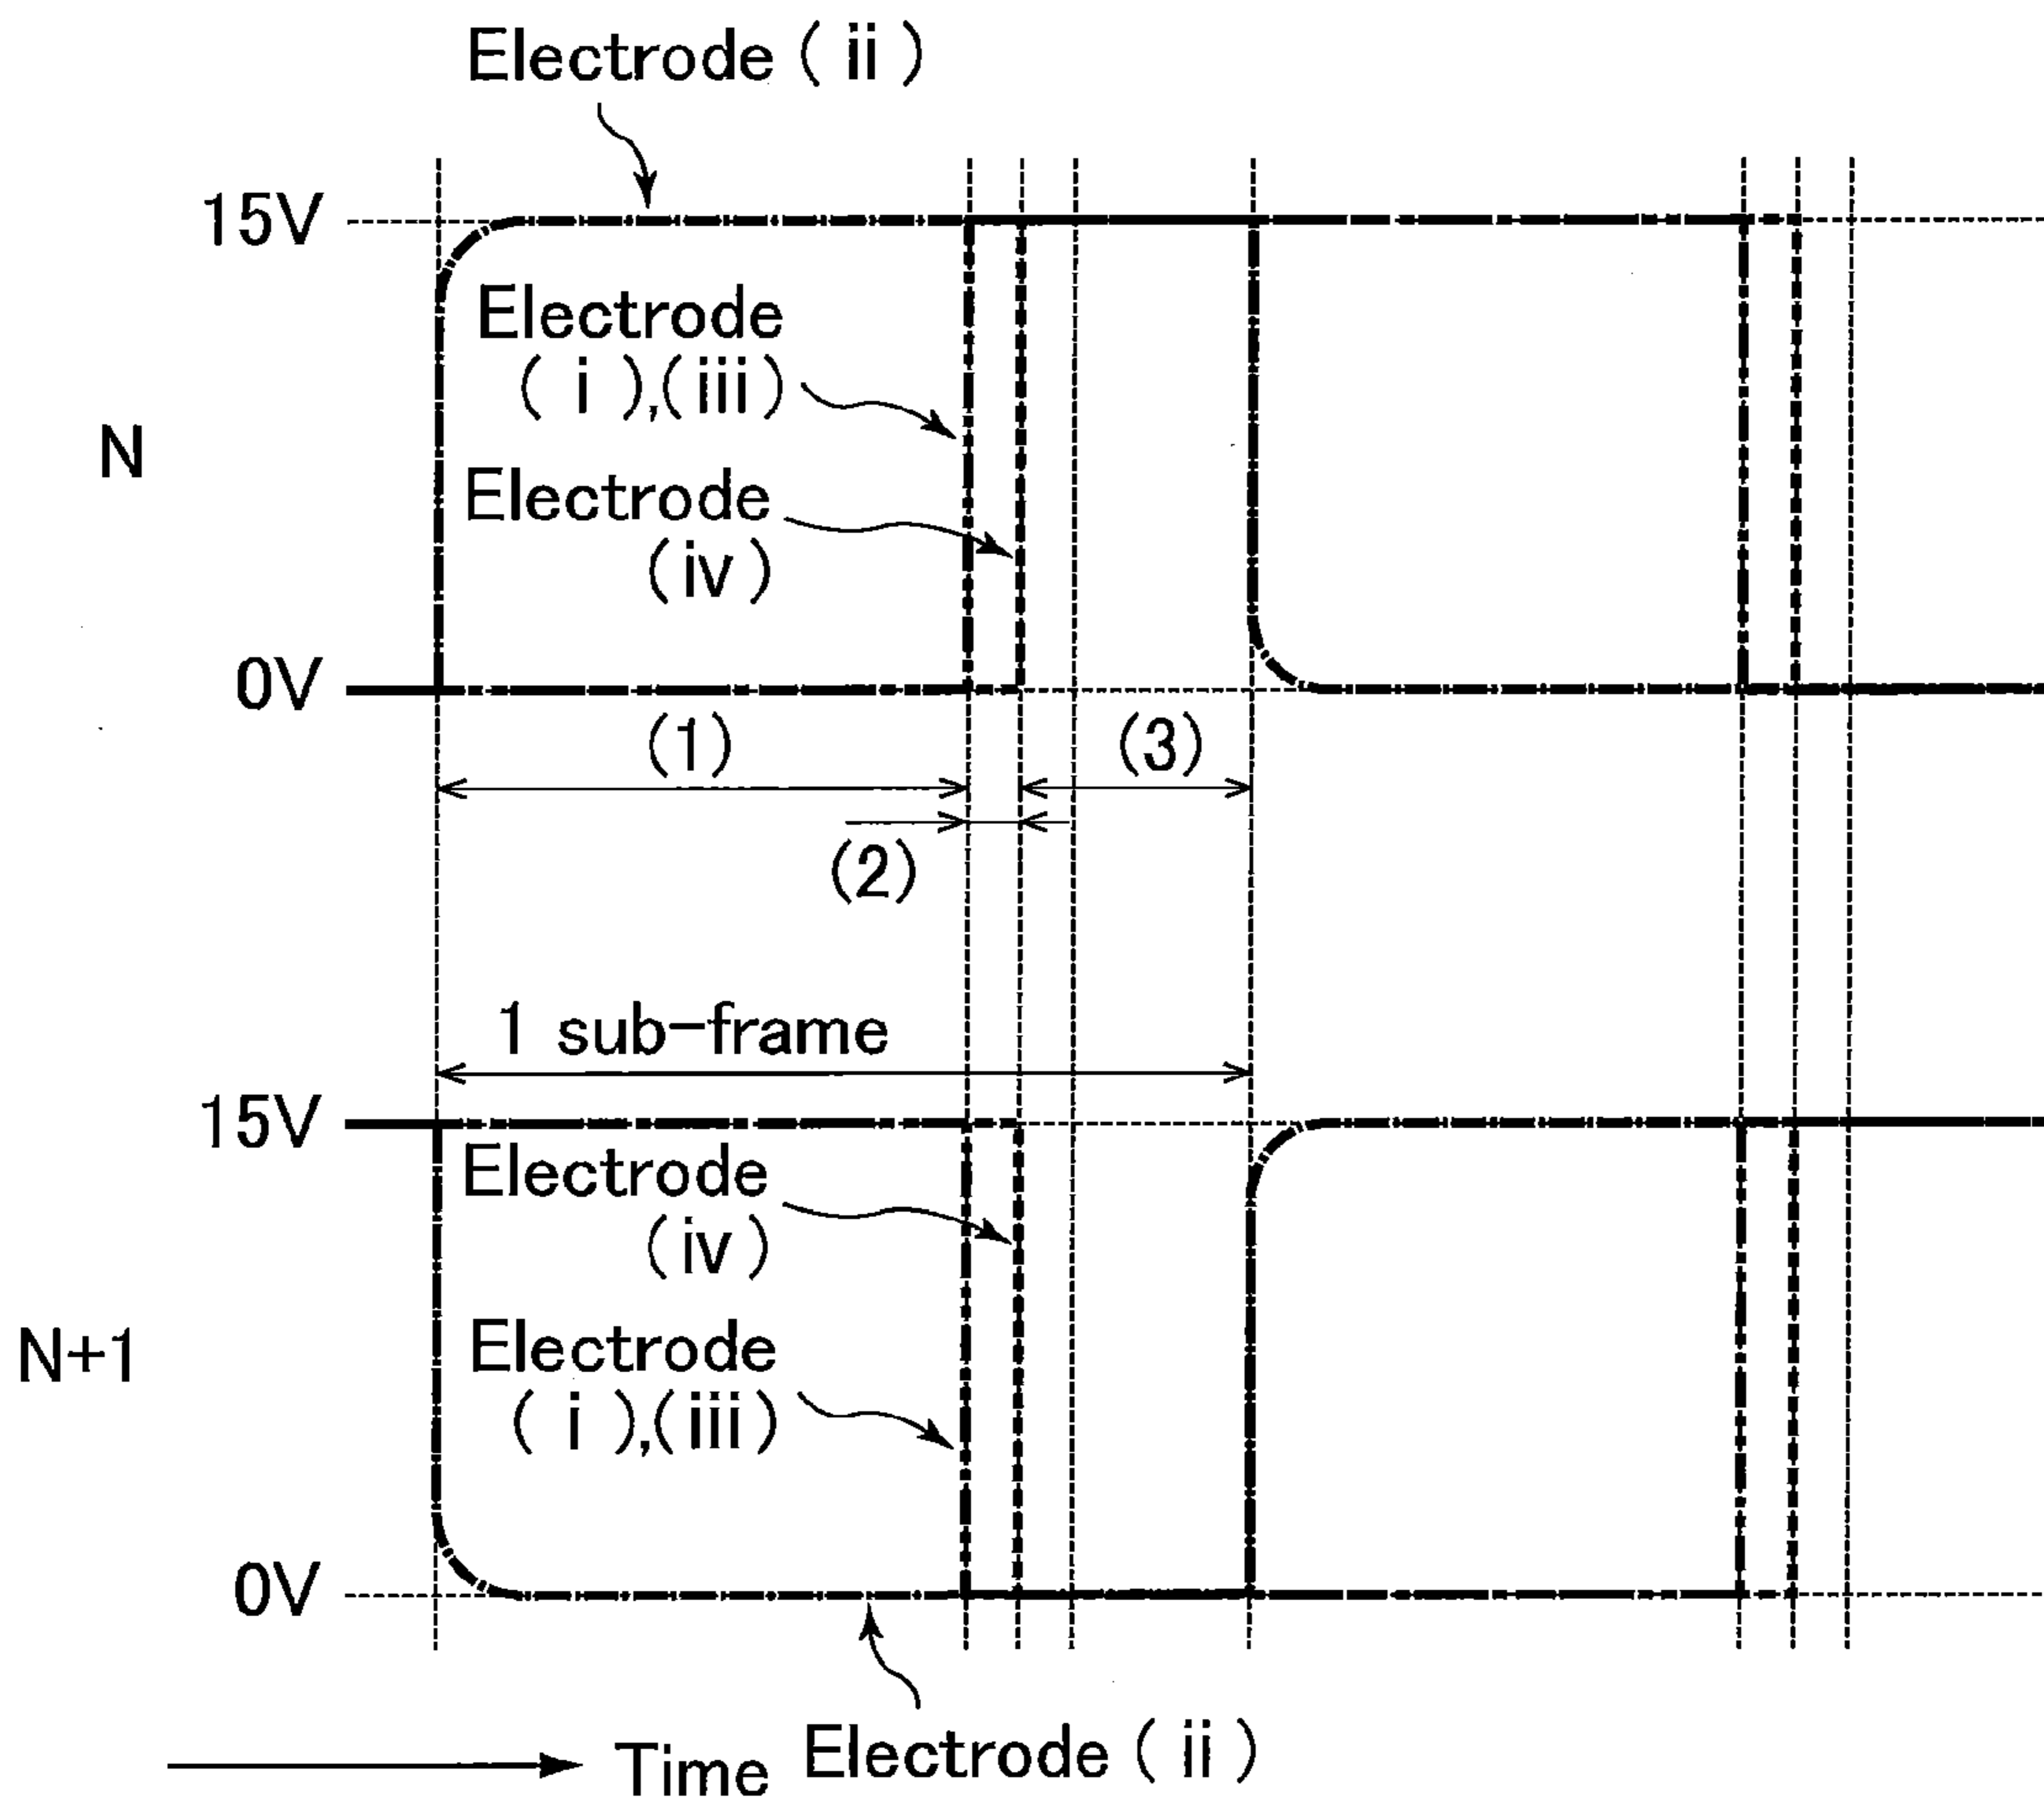 Electrode ( ii )
15V
Electrode
( i ),(iii)
N
Electrode
(iv)
0V
(1)
(3)
(2)
1 sub-frame
15V
Electrode
(iv)
N+1
Electrode
( i ),(iii)
0V
Time
Electrode ( ii )